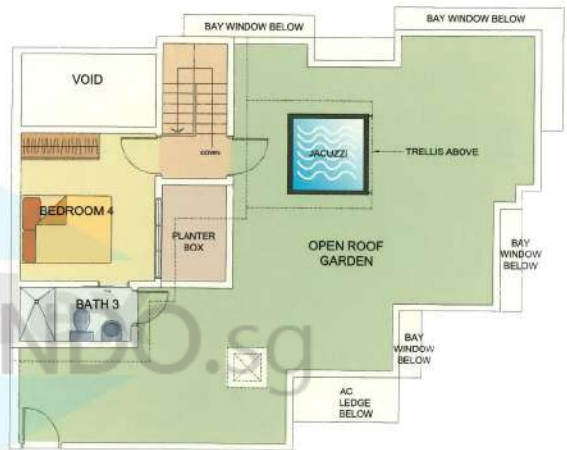 BAY WINDOW BELOW
BAY WINDOW BELOW
VOID
DOWN
JACUZZI
TRELLIS ABOVE
BEDROOM 4
PLANTER
BOX
OPEN ROOF
GARDEN
BAY
WINDOW
BELOW
BATH 3
NDO.sg
BAY
WINDOW
BELOW
AC
LEDGE
BELOW